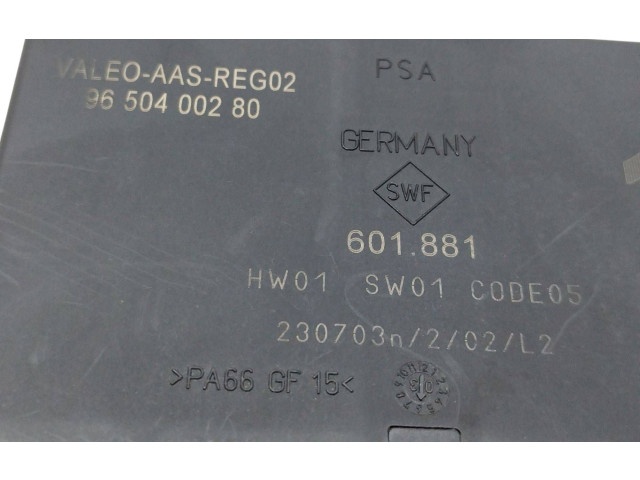 VALEO-AAS-REG02
96 504 002 80
PSA
GERMANY
SWF
601.881
HW01 SW01 CODE05
230703n/2/02/L2
>PA66 GF 15<